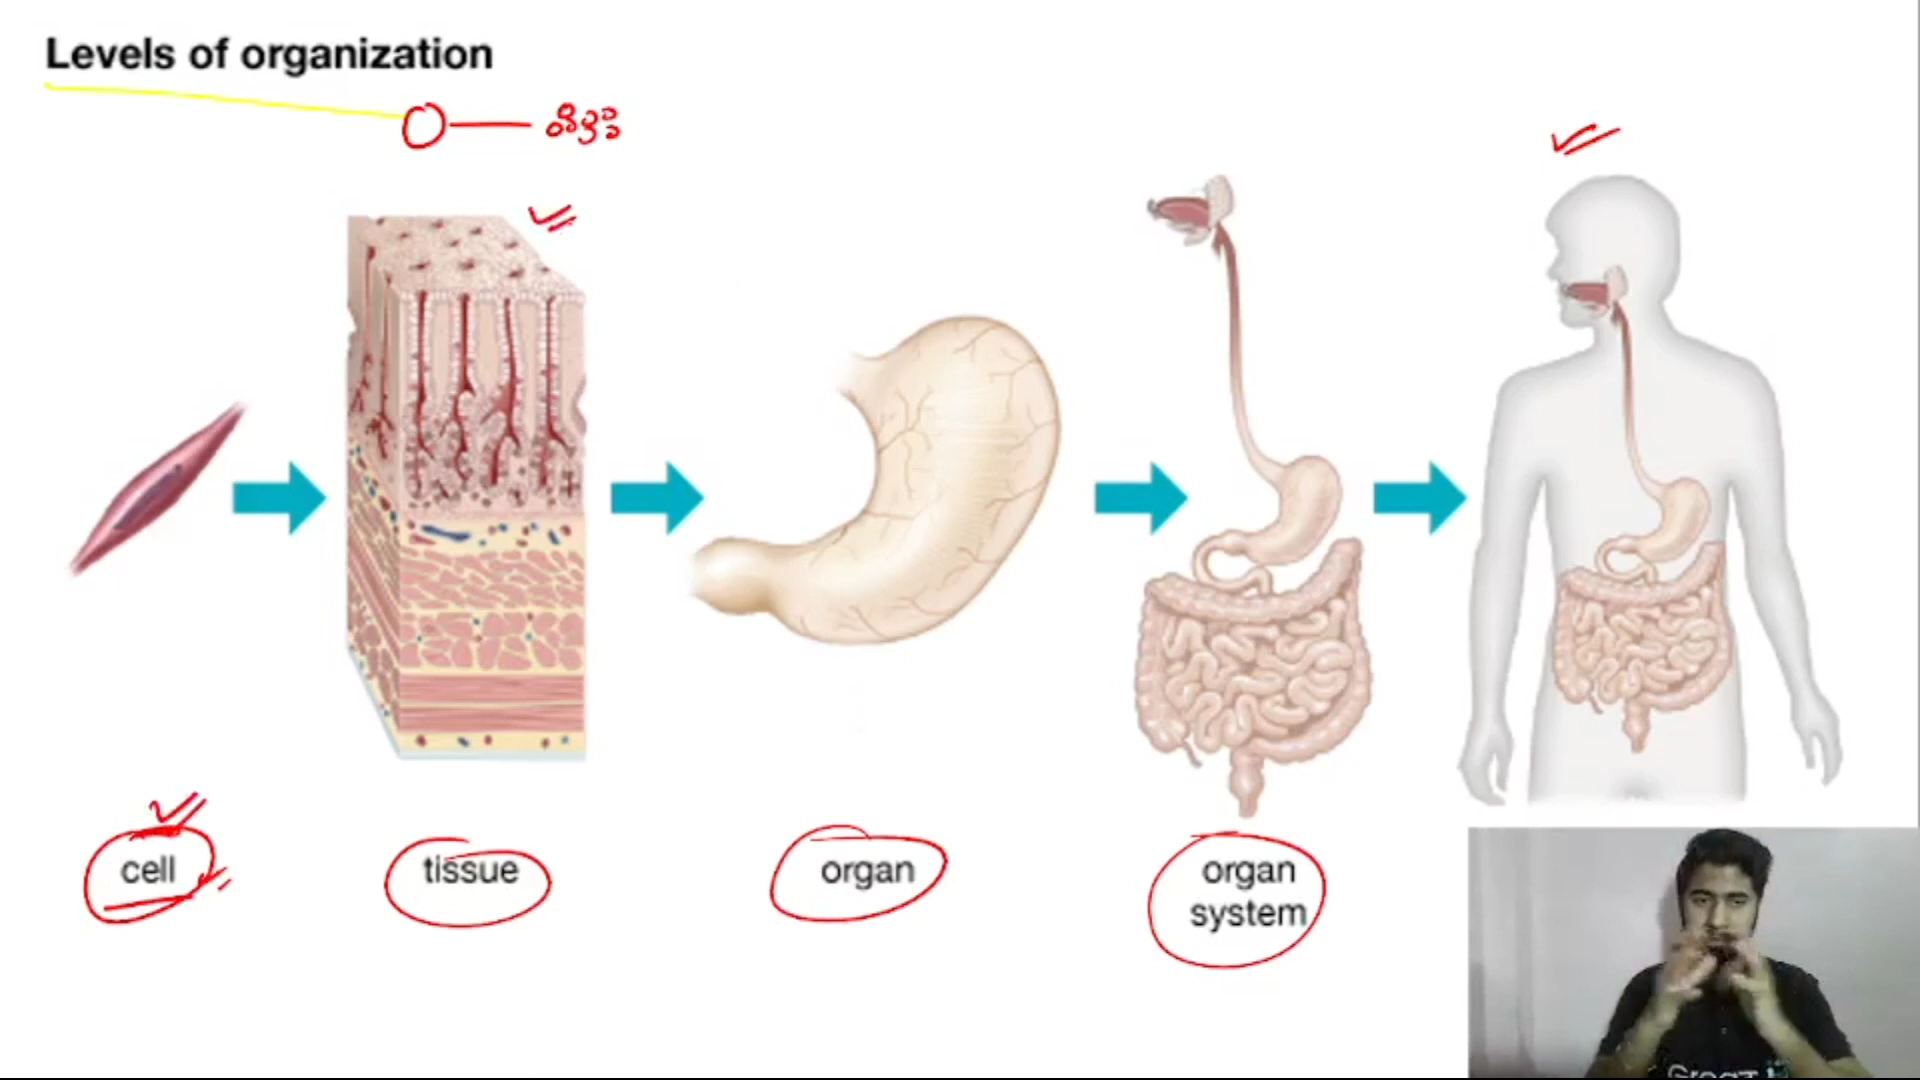 Levels of organization
cell
tissue
organ
organ
system